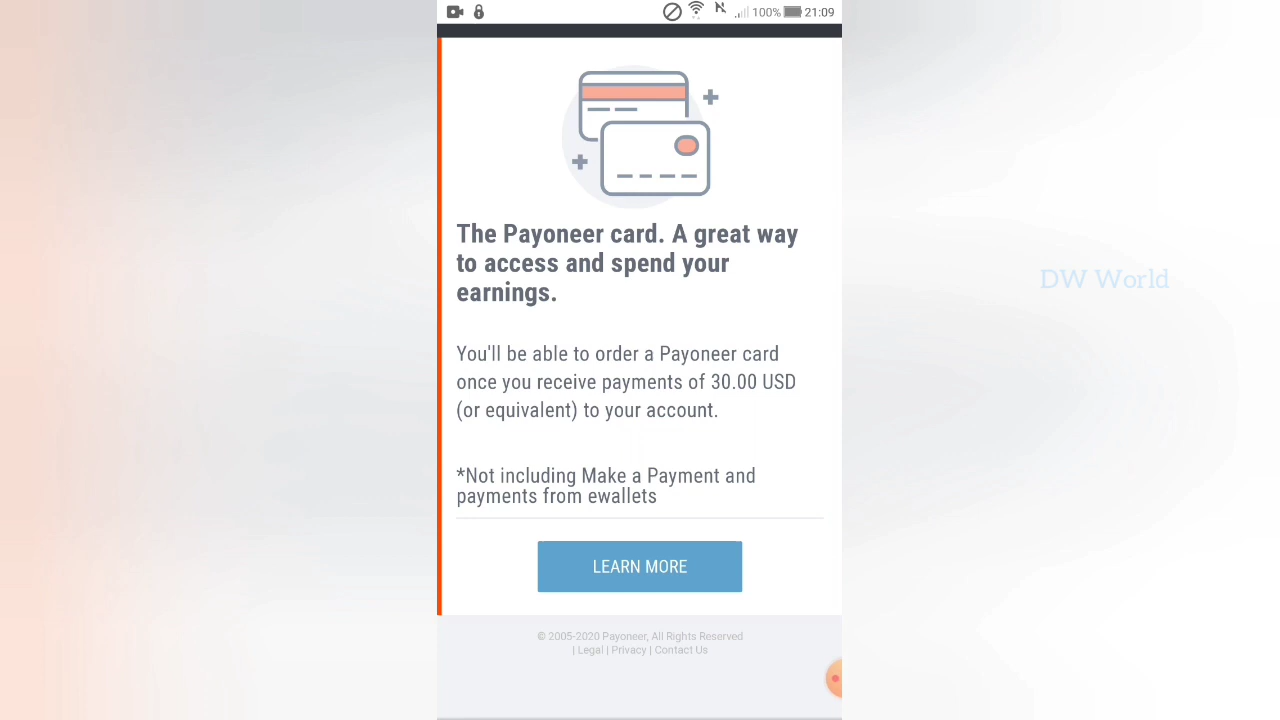 100% 21:09
The Payoneer card. A great way
to access and spend your
earnings.
You'll be able to order a Payoneer card
once you receive payments of 30.00 USD
(or equivalent) to your account.
*Not including Make a Payment and
payments from ewallets
LEARN MORE
© 2005-2020 Payoneer, All Rights Reserved
| Legal | Privacy | Contact Us
DW World